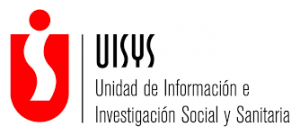 UISYS
Unidad de Información e
Investigación Social y Sanitaria